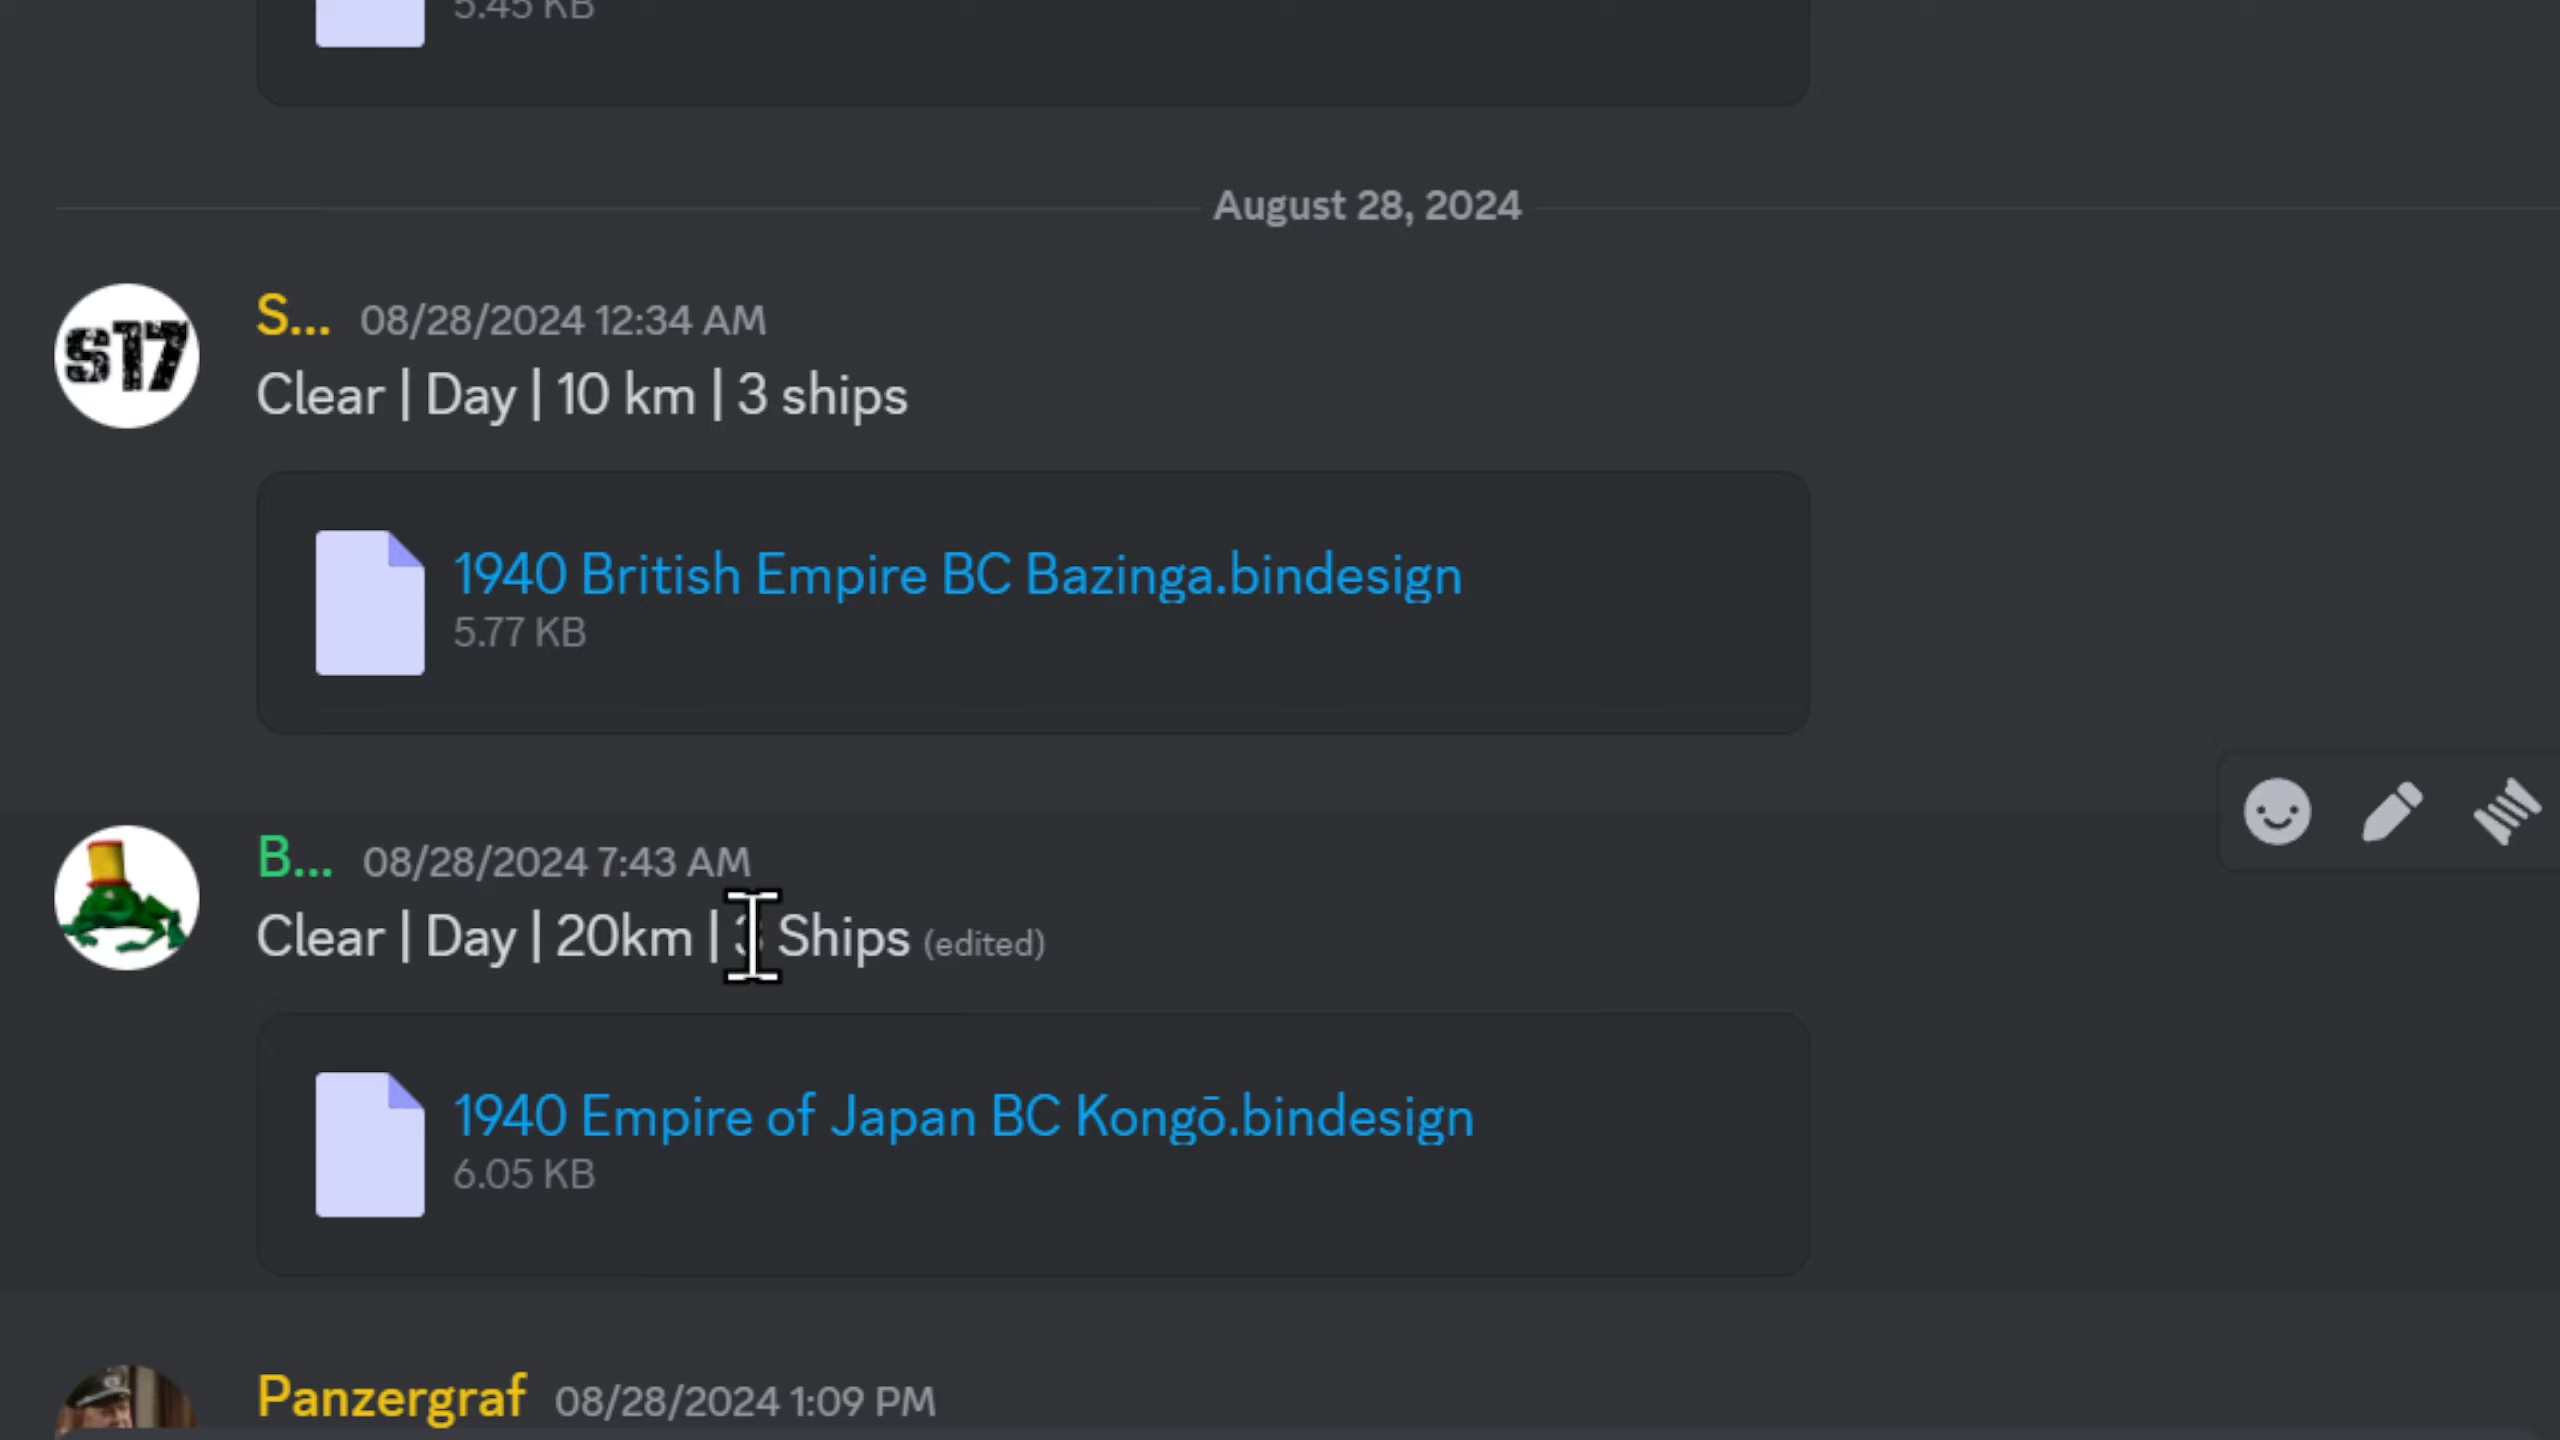 5.45 KB
August 28, 2024
S... 08/28/2024 12:34 AM
s17
Clear | Day | 10 km | 3 ships
1940 British Empire BC Bazinga.bindesign
5.77 KB
B... 08/28/2024 7:43 AM
Clear | Day | 20km | 3 Ships (edited)
1940 Empire of Japan BC Kongō.bindesign
6.05 KB
Panzergraf 08/28/2024 1:09 PM